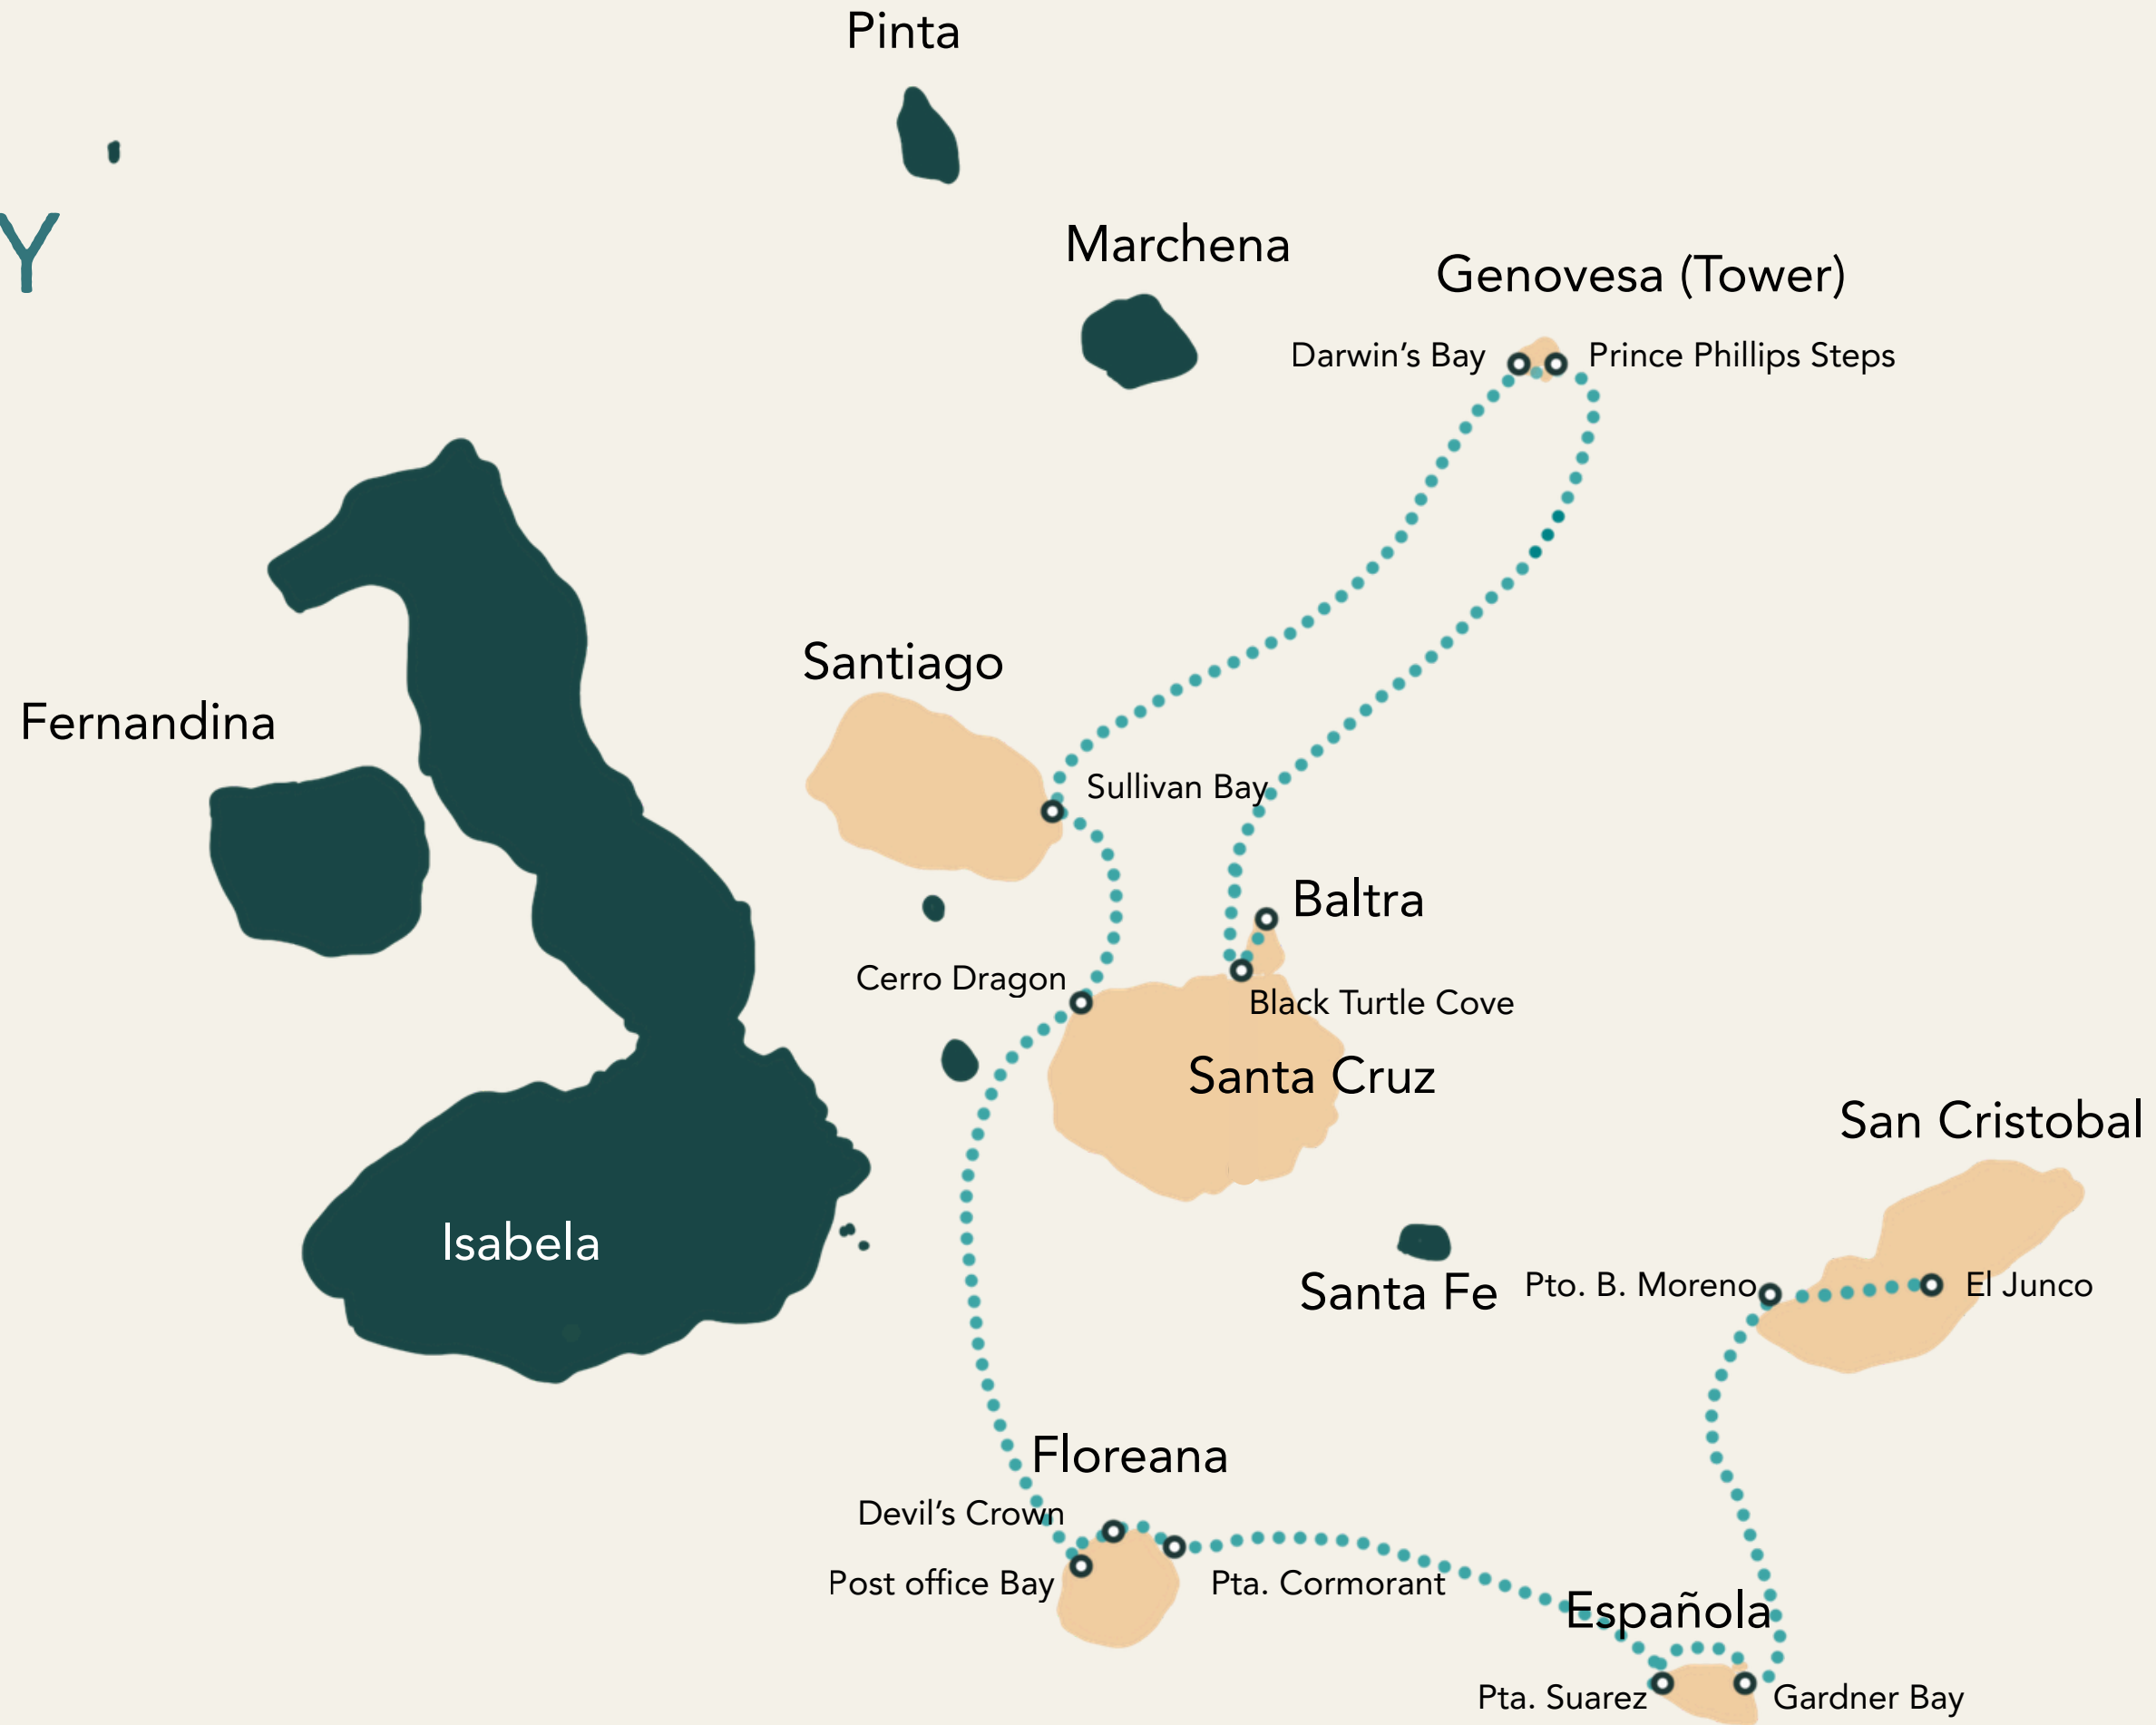 Pinta
Y
Marchena
Genovesa (Tower)
Darwin's Bay
Prince Phillips Steps
Santiago
Fernandina
Sullivan Bay
Baltra
Cerro Dragon
Black Turtle Cove
Santa Cruz
San Cristobal
Isabela
Santa Fe
Pto. B. Moreno
El Junco
Floreana
Devil's Crown
Post office Bay
Pta. Cormorant
Española
Pta. Suarez
Gardner Bay